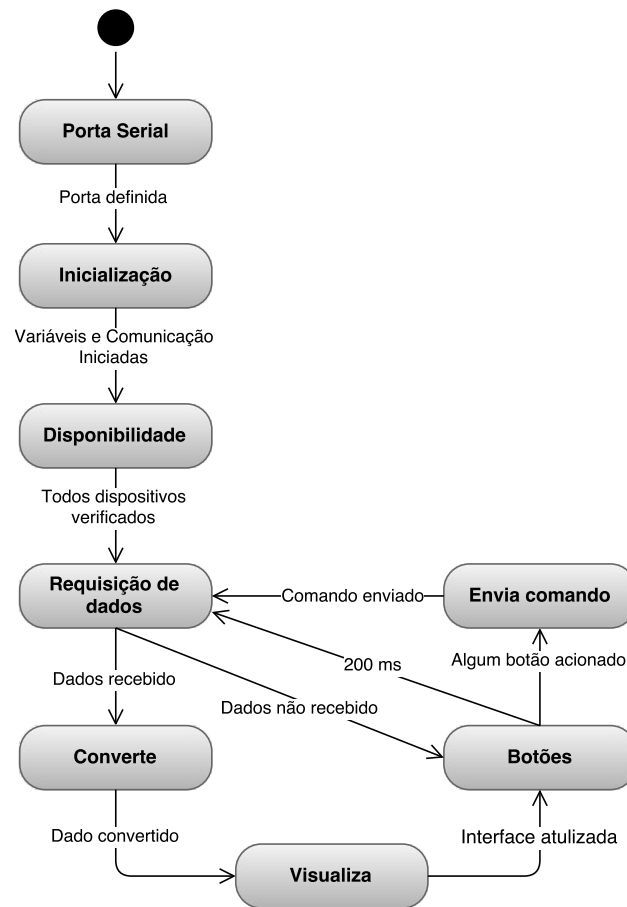 Porta Serial
Porta definida
Inicialização
Variáveis e Comunicação
Iniciadas
Disponibilidade
Todos dispositivos
verificados
Requisição de
dados
Comando enviado
Envia comando
200 ms
Algum botão acionado
Dados recebido
Dados não recebido
Converte
Botões
Dado convertido
Interface atulizada
Visualiza